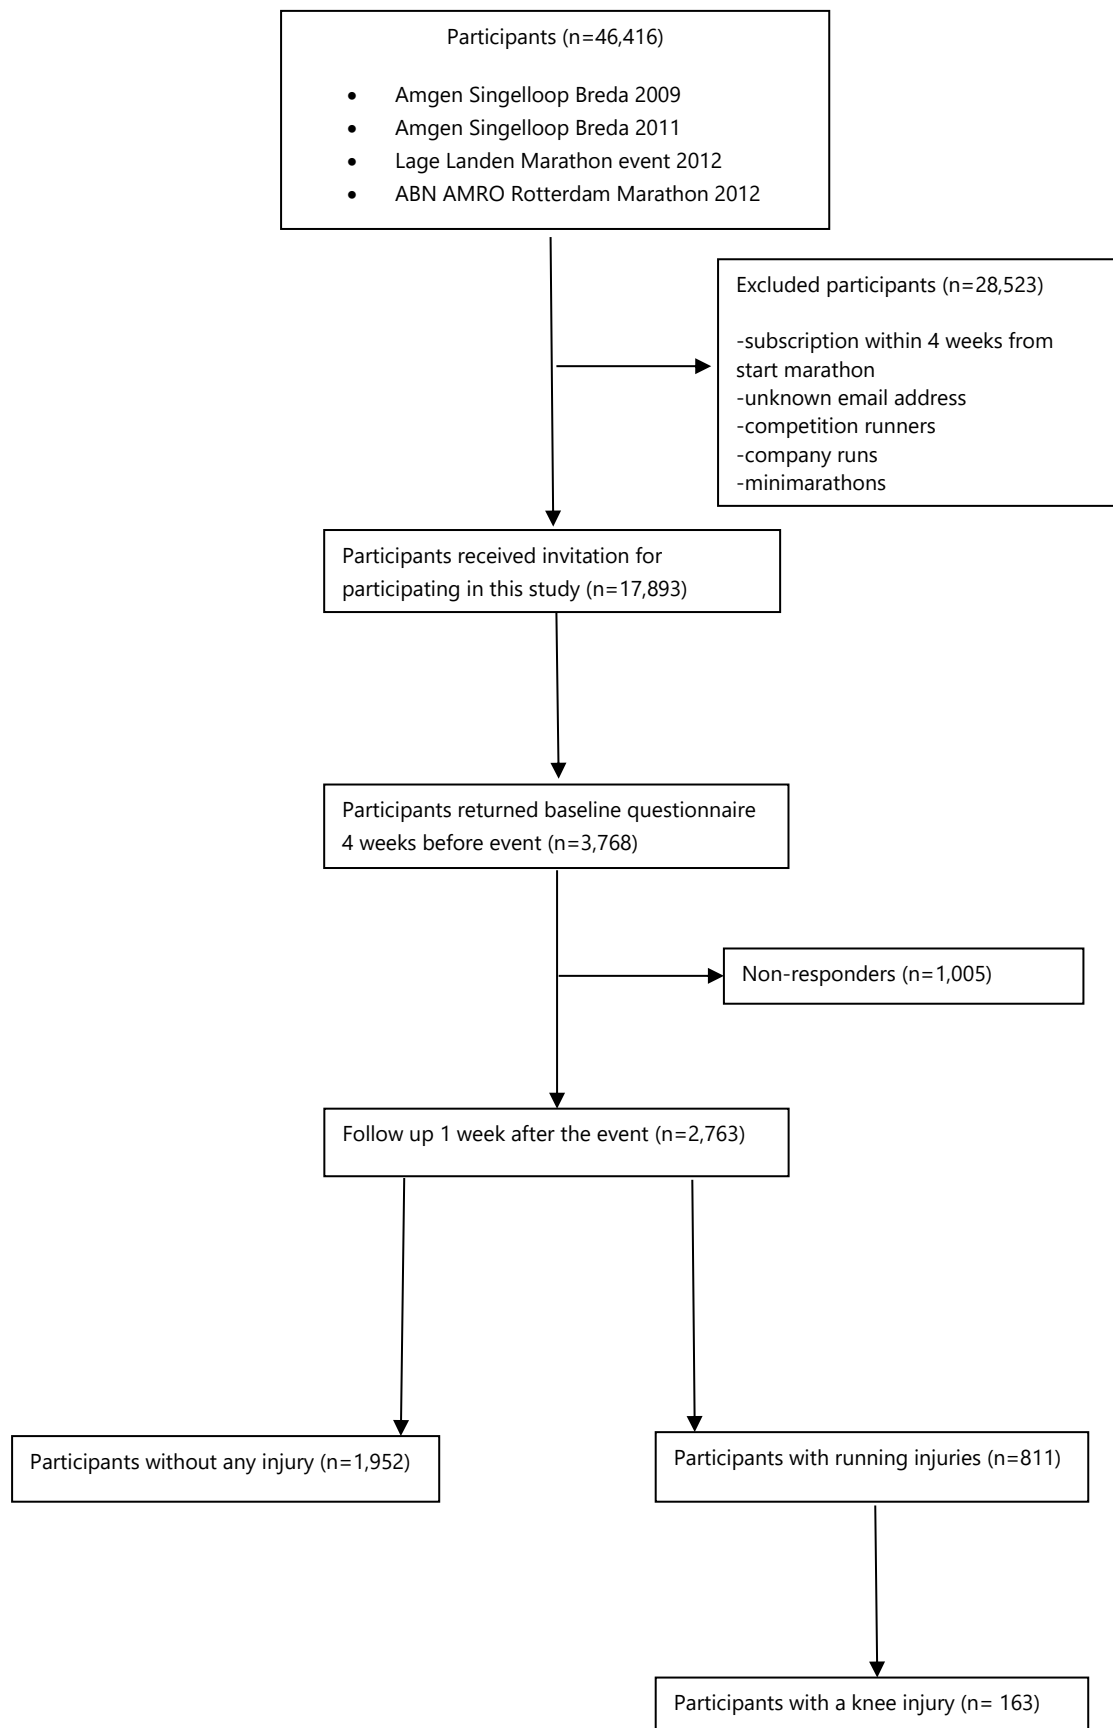 Participants (n=46,416)
• Amgen Singelloop Breda 2009
• Amgen Singelloop Breda 2011
• Lage Landen Marathon event 2012
• ABN AMRO Rotterdam Marathon 2012
Excluded participants (n=28,523)
-subscription within 4 weeks from
start marathon
-unknown email address
-competition runners
-company runs
-minimarathons
Participants received invitation for
participating in this study (n=17,893)
Participants returned baseline questionnaire
4 weeks before event (n=3,768)
Non-responders (n=1,005)
Follow up 1 week after the event (n=2,763)
Participants without any injury (n=1,952)
Participants with running injuries (n=811)
Participants with a knee injury (n= 163)